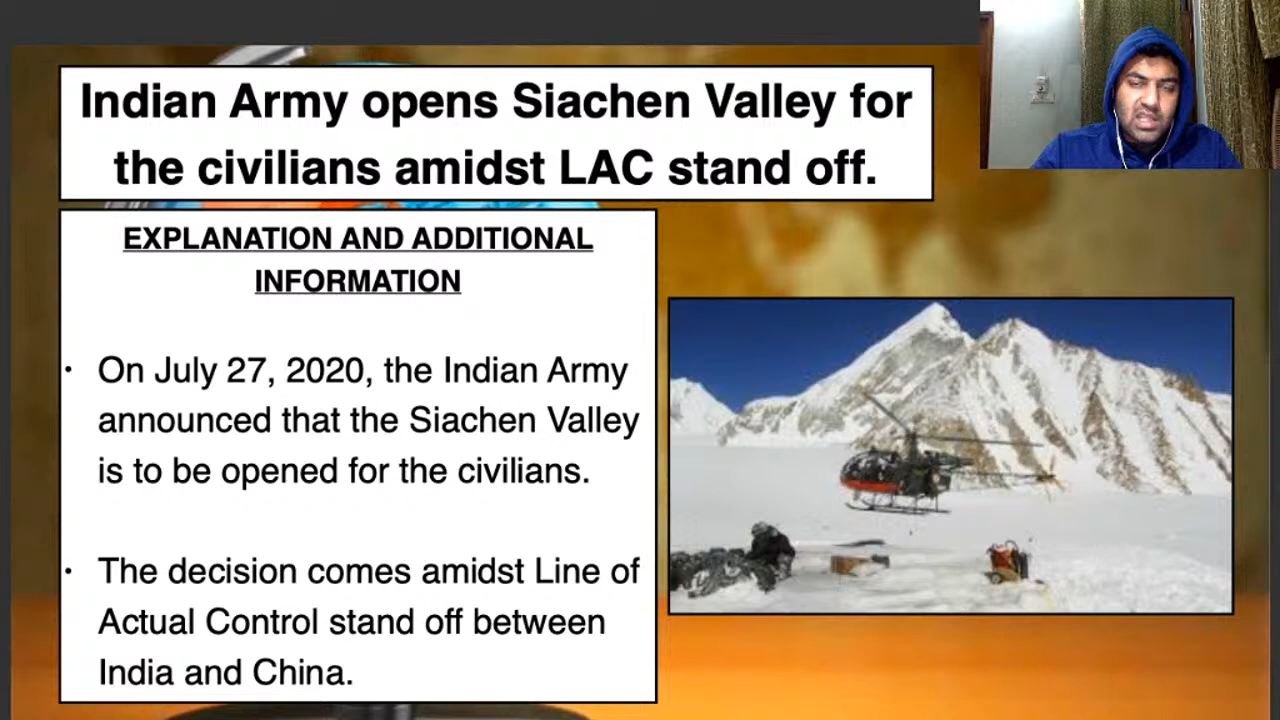 Indian Army opens Siachen Valley for
the civilians amidst LAC stand off.
EXPLANATION AND ADDITIONAL
INFORMATION
• On July 27, 2020, the Indian Army
announced that the Siachen Valley
is to be opened for the civilians.
• The decision comes amidst Line of
Actual Control stand off between
India and China.